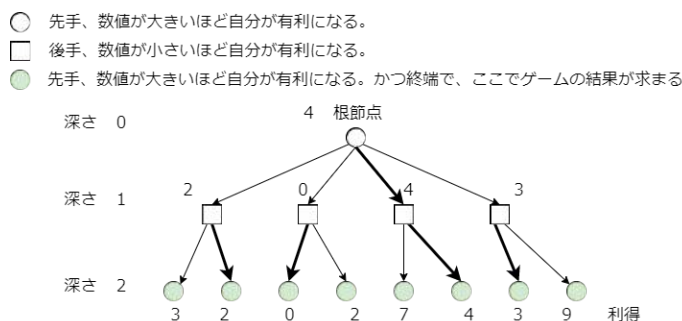 先手、数値が大きいほど自分が有利になる。
後手、数値が小さいほど自分が有利になる。
先手、数値が大きいほど自分が有利になる。かつ終端で、ここでゲームの結果が求まる
深さ 0 4 根節点
深さ 1 2 0 4 3
深さ 2
3 2 0 2 7 4 3 9 利得